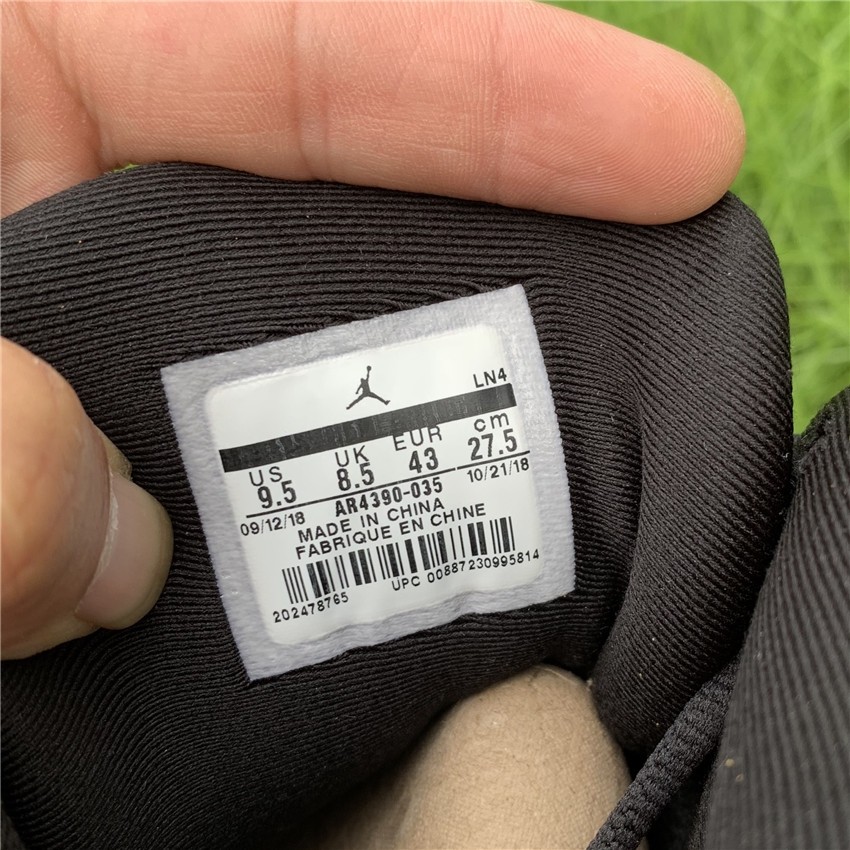 LN4
US UK EUR cm
9.5 8.5 43 27.5
09/12/18 AR4390-035 10/21/18
MADE IN CHINA
FABRIQUE EN CHINE
202478765 UPC 00887230995814